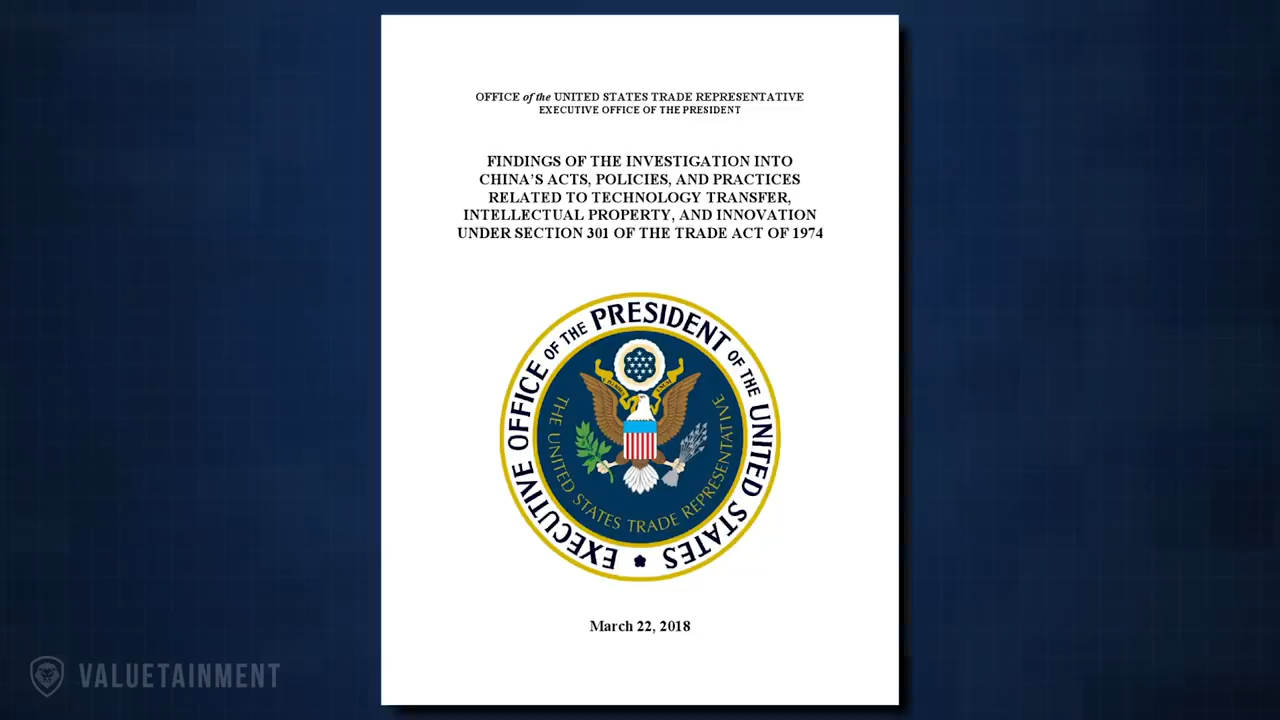 OFFICE of the UNITED STATES TRADE REPRESENTATIVE
EXECUTIVE OFFICE OF THE PRESIDENT
FINDINGS OF THE INVESTIGATION INTO
CHINA'S ACTS, POLICIES, AND PRACTICES
RELATED TO TECHNOLOGY TRANSFER,
INTELLECTUAL PROPERTY, AND INNOVATION
UNDER SECTION 301 OF THE TRADE ACT OF 1974
EXECUTIVE OFFICE OF THE PRESIDENT OF THE UNITED STATES
THE UNITED STATES TRADE REPRESENTATIVE
March 22, 2018
VALUETAINMENT